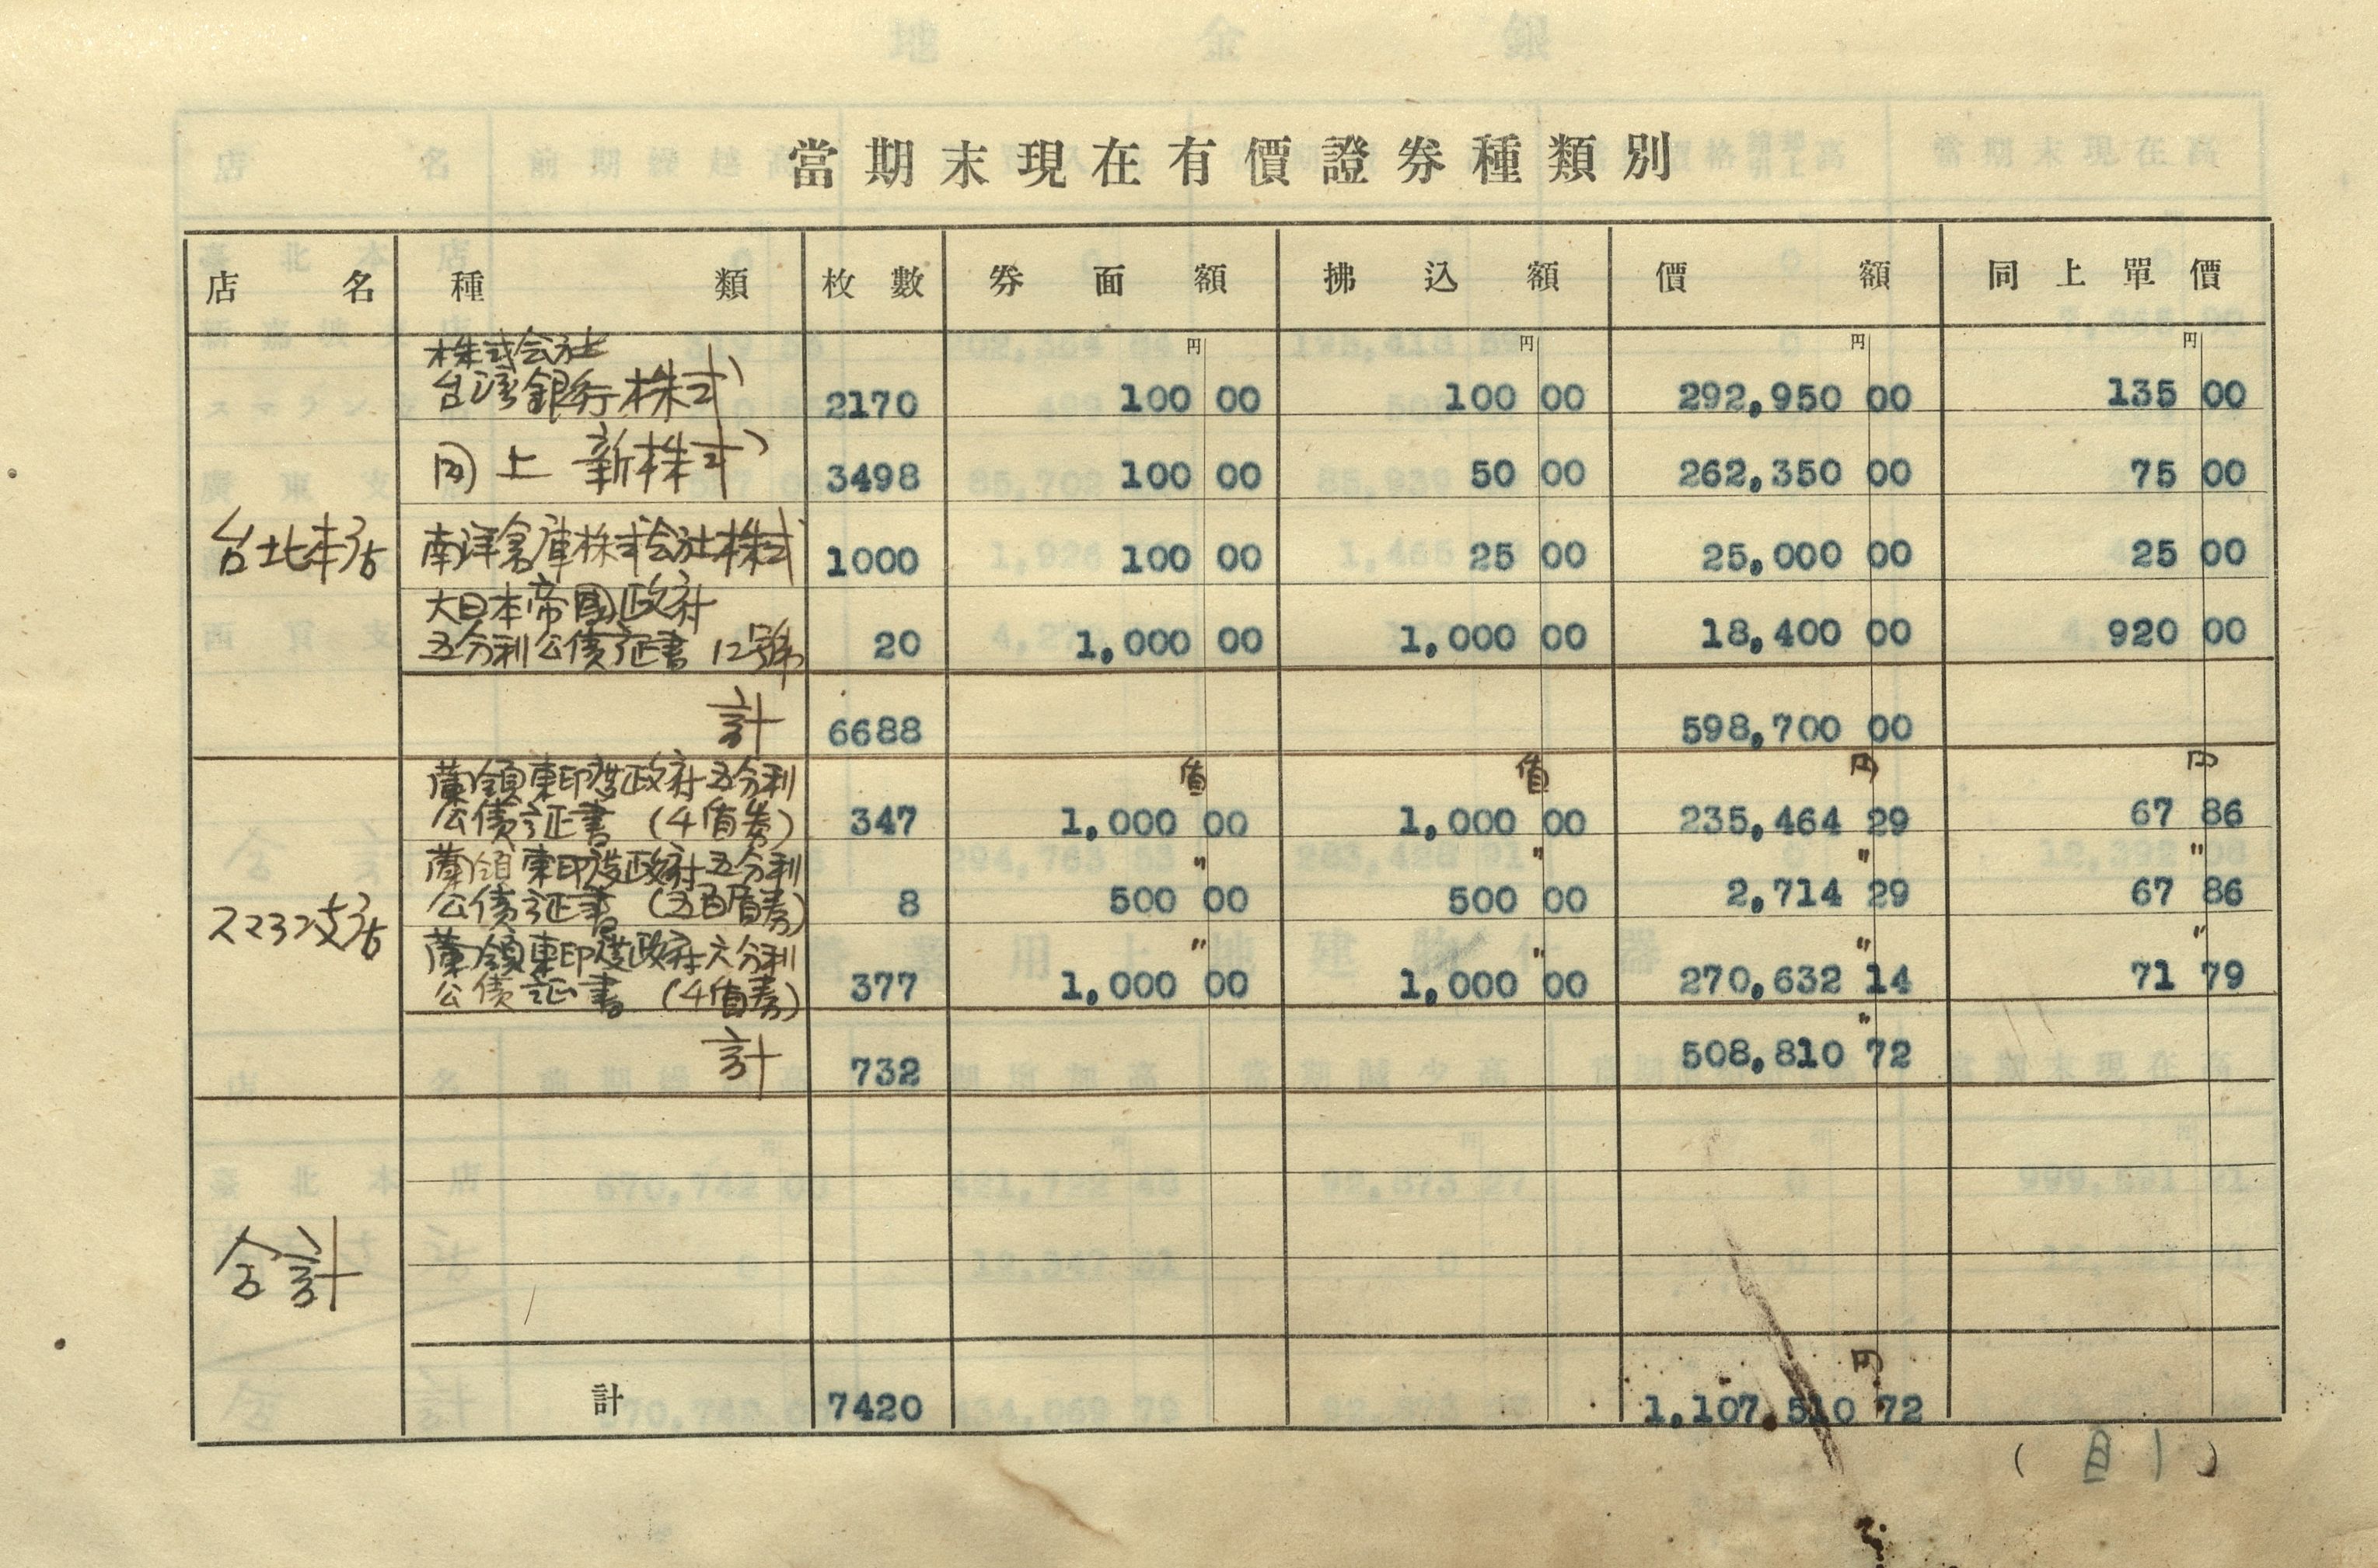 當期末現在有價證券種類別
店名 種類 枚數 券面額 拂込額 價額 同上單價
円 円 円 円
株式会社
台湾銀行株式 2170 100 00 100 00 292,950 00 135 00
同上 新株式 3498 100 00 50 00 262,350 00 75 00
台北本店
南洋倉庫株式会社株式 1000 100 00 25 00 25,000 00 25 00
大日本帝國政府
五分利公債証書 12号 20 1,000 00 1,000 00 18,400 00 920 00
計 6688 598,700 00
蘭領東印度政府五分利 盾 盾 円 円
公債証書 (4盾券) 347 1,000 00 1,000 00 235,464 29 67 86
蘭領東印度政府五分利 〃 〃 〃 〃
公債証書 (五百盾券) 8 500 00 500 00 2,714 29 67 86
スマラン支店
蘭領東印度政府六分利 〃 〃 〃 〃
公債証書 (4盾券) 377 1,000 00 1,000 00 270,632 14 71 79
〃
計 732 508,810 72
合計
円
計 7420 1,107,510 72